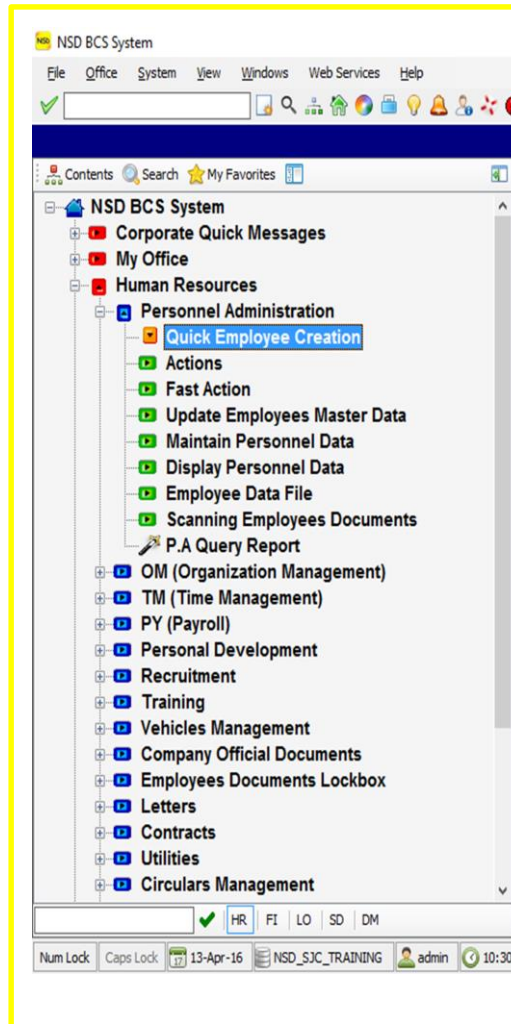 NSD NSD BCS System
File Office System View Windows Web Services Help
Contents Search My Favorites
NSD BCS System
Corporate Quick Messages
My Office
Human Resources
Personnel Administration
Quick Employee Creation
Actions
Fast Action
Update Employees Master Data
Maintain Personnel Data
Display Personnel Data
Employee Data File
Scanning Employees Documents
P.A Query Report
OM (Organization Management)
TM (Time Management)
PY (Payroll)
Personal Development
Recruitment
Training
Vehicles Management
Company Official Documents
Employees Documents Lockbox
Letters
Contracts
Utilities
Circulars Management
HR FI LO SD DM
Num Lock Caps Lock 17 13-Apr-16 NSD_SJC_TRAINING admin 10:30